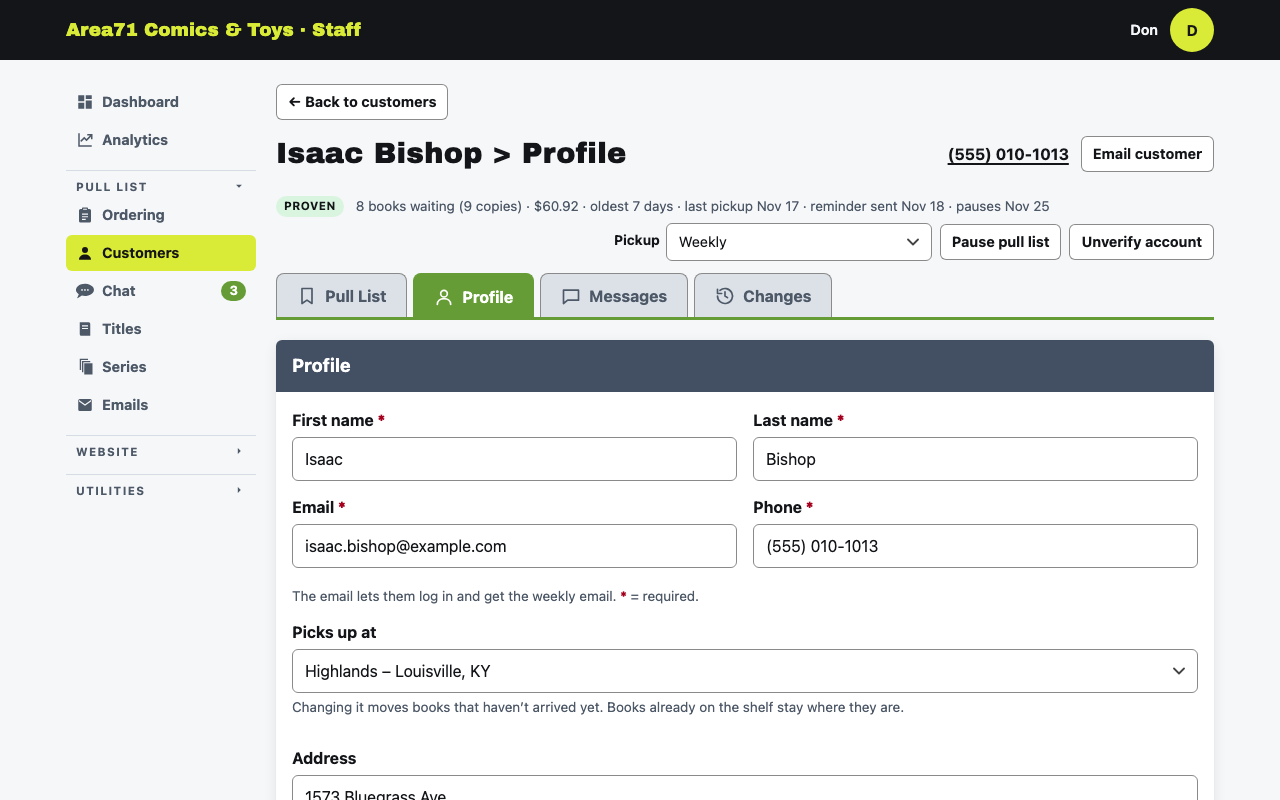 Area71 Comics & Toys · Staff
Don
D
Dashboard
Analytics
PULL LIST
Ordering
Customers
Chat
3
Titles
Series
Emails
WEBSITE
UTILITIES
← Back to customers
Isaac Bishop > Profile
(555) 010-1013
Email customer
PROVEN
8 books waiting (9 copies) · $60.92 · oldest 7 days · last pickup Nov 17 · reminder sent Nov 18 · pauses Nov 25
Pickup
Weekly
Pause pull list
Unverify account
Pull List
Profile
Messages
Changes
Profile
First name *
Last name *
Isaac
Bishop
Email *
Phone *
isaac.bishop@example.com
(555) 010-1013
The email lets them log in and get the weekly email. * = required.
Picks up at
Highlands – Louisville, KY
Changing it moves books that haven’t arrived yet. Books already on the shelf stay where they are.
Address
1573 Bluegrass Ave